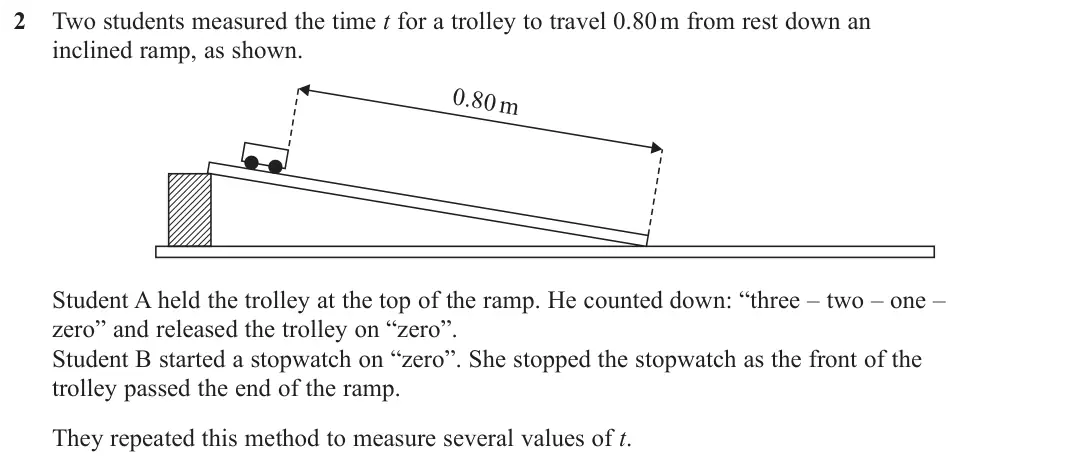 2 Two students measured the time t for a trolley to travel 0.80 m from rest down an
inclined ramp, as shown.
0.80 m
Student A held the trolley at the top of the ramp. He counted down: “three – two – one –
zero” and released the trolley on “zero”.
Student B started a stopwatch on “zero”. She stopped the stopwatch as the front of the
trolley passed the end of the ramp.
They repeated this method to measure several values of t.